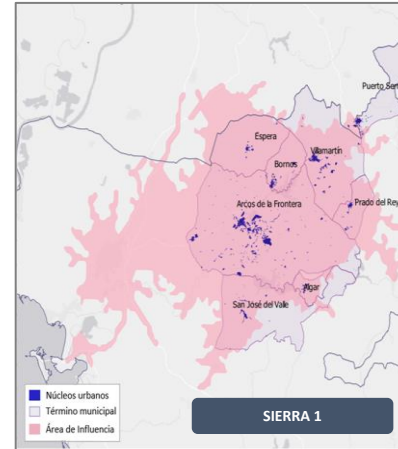 Puerto Ser
Espera
Villamartín
Bornos
Prado del Rey
Arcos de la Frontera
Algar
San José del Valle
Núcleos urbanos
Término municipal
Área de Influencia
SIERRA 1